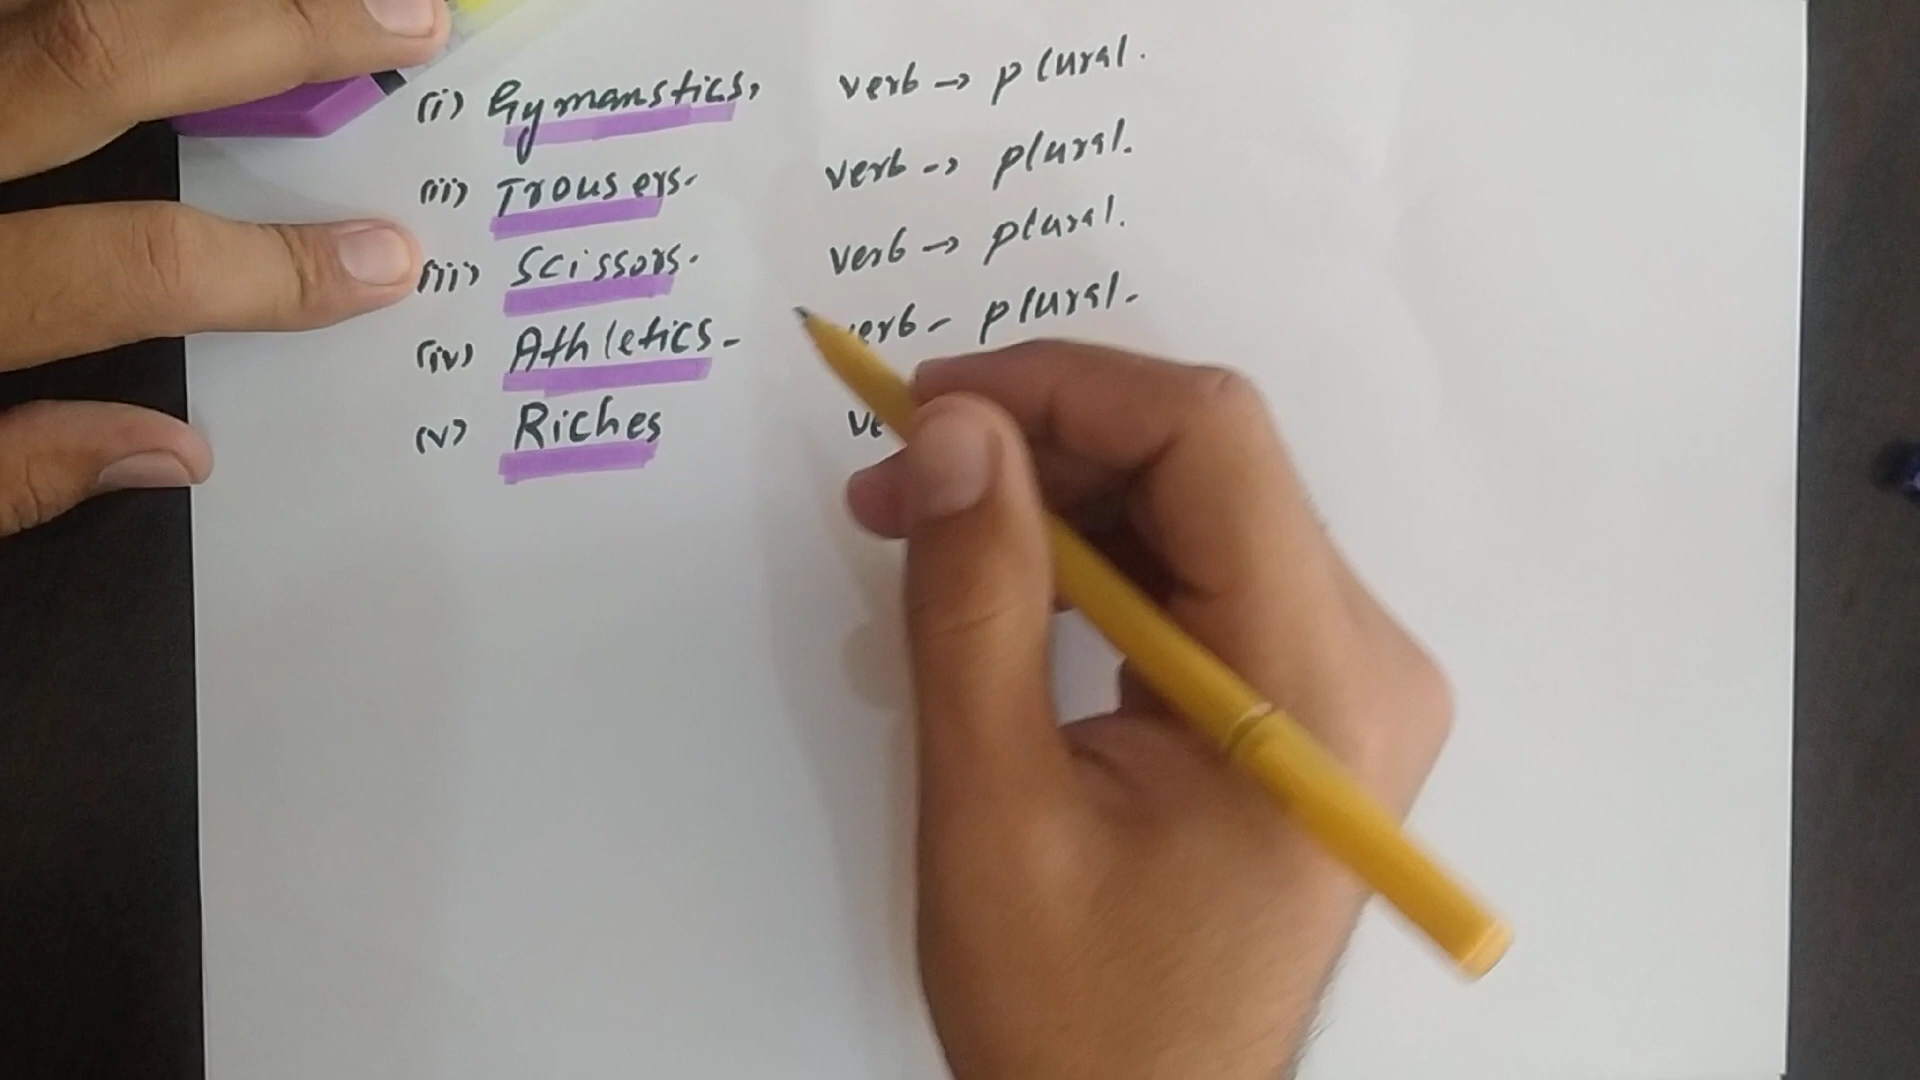 (i) Gymanstics, verb → plural.
(ii) Trousers. verb -> plural.
(iii) Scissors. verb → plural.
(iv) Athletics - verb - plural.
(v) Riches